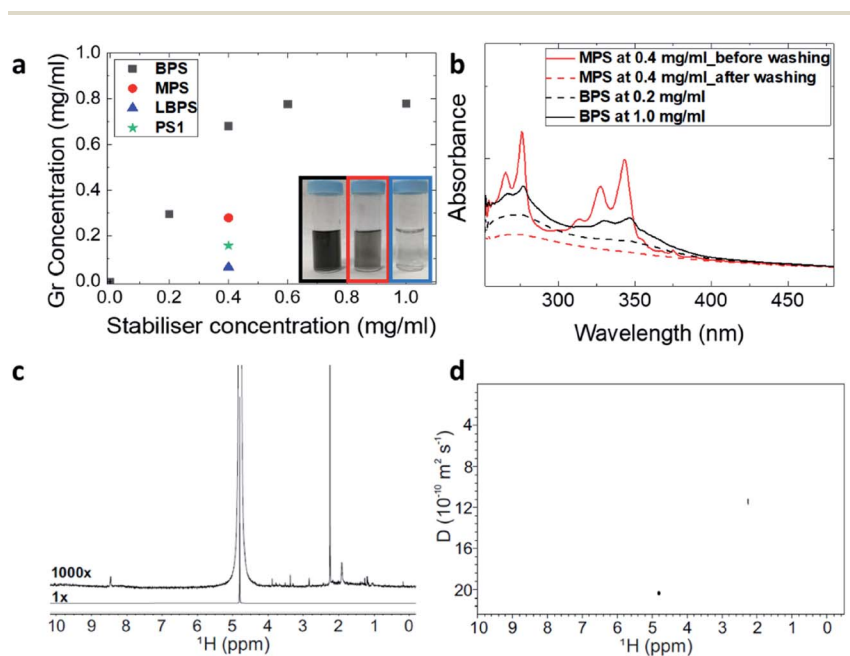 a
1.0
0.8
0.6
0.4
0.2
0.0
Gr Concentration (mg/ml)
BPS
MPS
LBPS
PS1
0.0 0.2 0.4 0.6 0.8 1.0
Stabiliser concentration (mg/ml)
b
Absorbance
MPS at 0.4 mg/ml_before washing
MPS at 0.4 mg/ml_after washing
BPS at 0.2 mg/ml
BPS at 1.0 mg/ml
300 350 400 450
Wavelength (nm)
c
1000x
1x
10 9 8 7 6 5 4 3 2 1 0
¹H (ppm)
d
D (10⁻¹⁰ m² s⁻¹)
4
8
12
16
20
10 9 8 7 6 5 4 3 2 1 0
¹H (ppm)